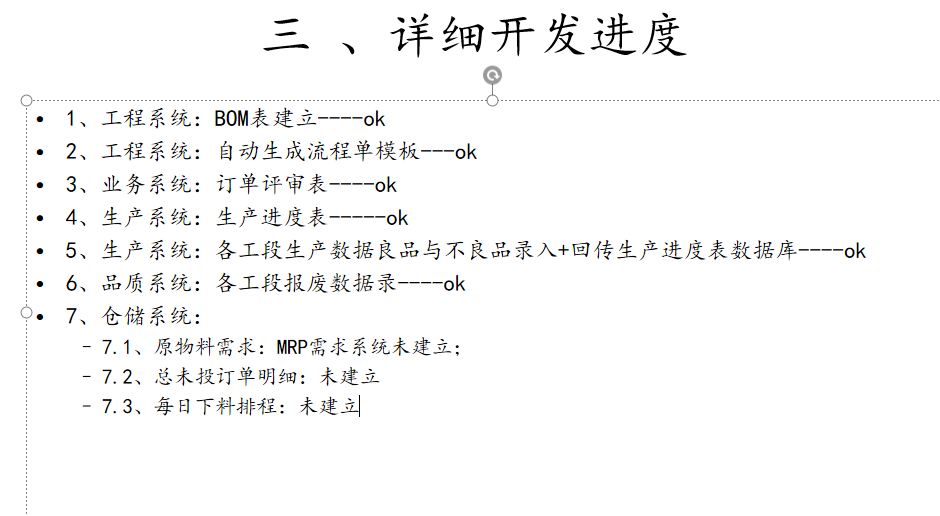 三 、详细开发进度
• 1、工程系统：BOM表建立----ok
• 2、工程系统：自动生成流程单模板---ok
• 3、业务系统：订单评审表----ok
• 4、生产系统：生产进度表-----ok
• 5、生产系统：各工段生产数据良品与不良品录入+回传生产进度表数据库----ok
• 6、品质系统：各工段报废数据录----ok
• 7、仓储系统：
– 7.1、原物料需求：MRP需求系统未建立；
– 7.2、总未投订单明细：未建立
– 7.3、每日下料排程：未建立